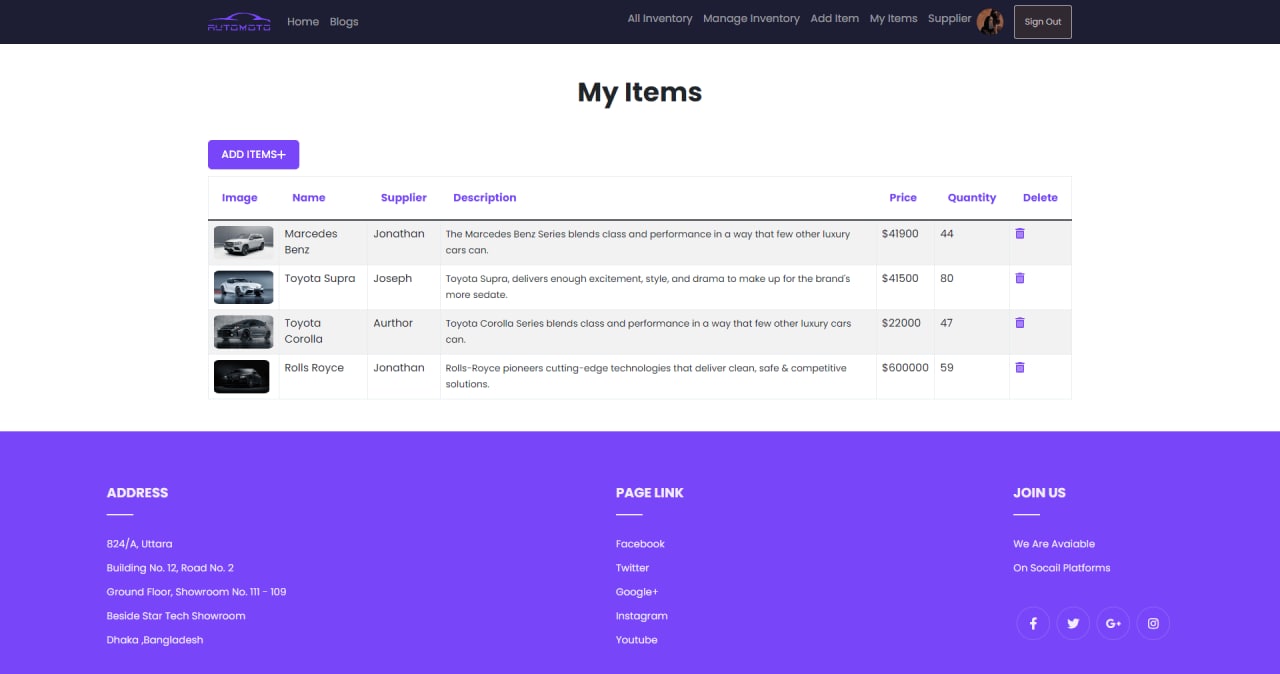 AUTOMOTO Home Blogs All Inventory Manage Inventory Add Item My Items Supplier Sign Out
My Items
ADD ITEMS+
Image Name Supplier Description Price Quantity Delete
Marcedes Benz Jonathan The Marcedes Benz Series blends class and performance in a way that few other luxury cars can. $41900 44
Toyota Supra Joseph Toyota Supra, delivers enough excitement, style, and drama to make up for the brand's more sedate. $41500 80
Toyota Corolla Aurthor Toyota Corolla Series blends class and performance in a way that few other luxury cars can. $22000 47
Rolls Royce Jonathan Rolls-Royce pioneers cutting-edge technologies that deliver clean, safe & competitive solutions. $600000 59
ADDRESS
824/A, Uttara
Building No. 12, Road No. 2
Ground Floor, Showroom No. 111 - 109
Beside Star Tech Showroom
Dhaka ,Bangladesh
PAGE LINK
Facebook
Twitter
Google+
Instagram
Youtube
JOIN US
We Are Avaiable
On Socail Platforms